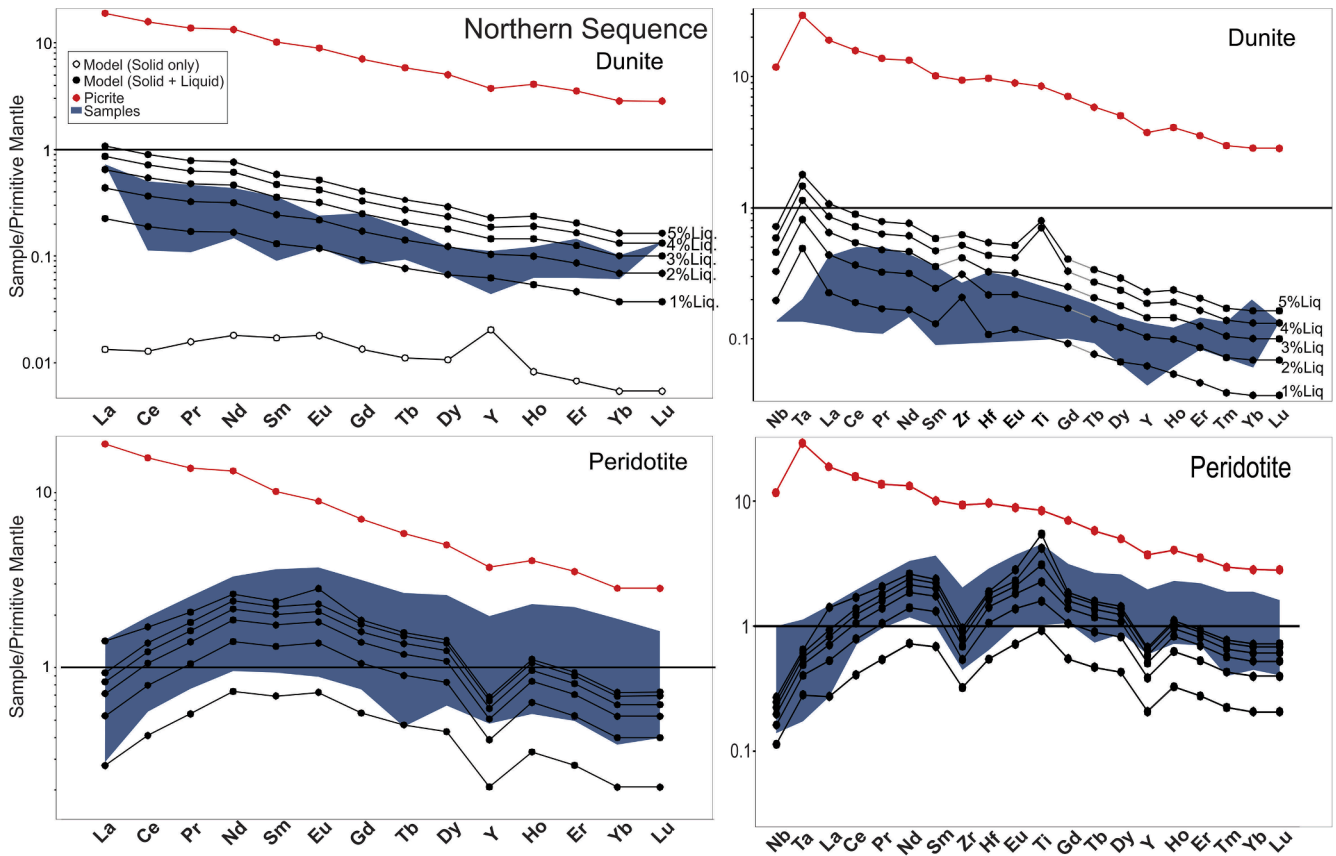 Northern Sequence
Dunite
Model (Solid only)
Model (Solid + Liquid)
Picrite
Samples
Sample/Primitive Mantle
10
1
0.1
0.01
5%Liq.
4%Liq.
3%Liq.
2%Liq.
1%Liq.
La Ce Pr Nd Sm Eu Gd Tb Dy Y Ho Er Yb Lu
Dunite
10
1
0.1
5%Liq
4%Liq
3%Liq
2%Liq
1%Liq
Nb Ta La Ce Pr Nd Sm Zr Hf Eu Ti Gd Tb Dy Y Ho Er Tm Yb Lu
Peridotite
Sample/Primitive Mantle
10
1
La Ce Pr Nd Sm Eu Gd Tb Dy Y Ho Er Yb Lu
Peridotite
10
1
0.1
Nb Ta La Ce Pr Nd Sm Zr Hf Eu Ti Gd Tb Dy Y Ho Er Tm Yb Lu